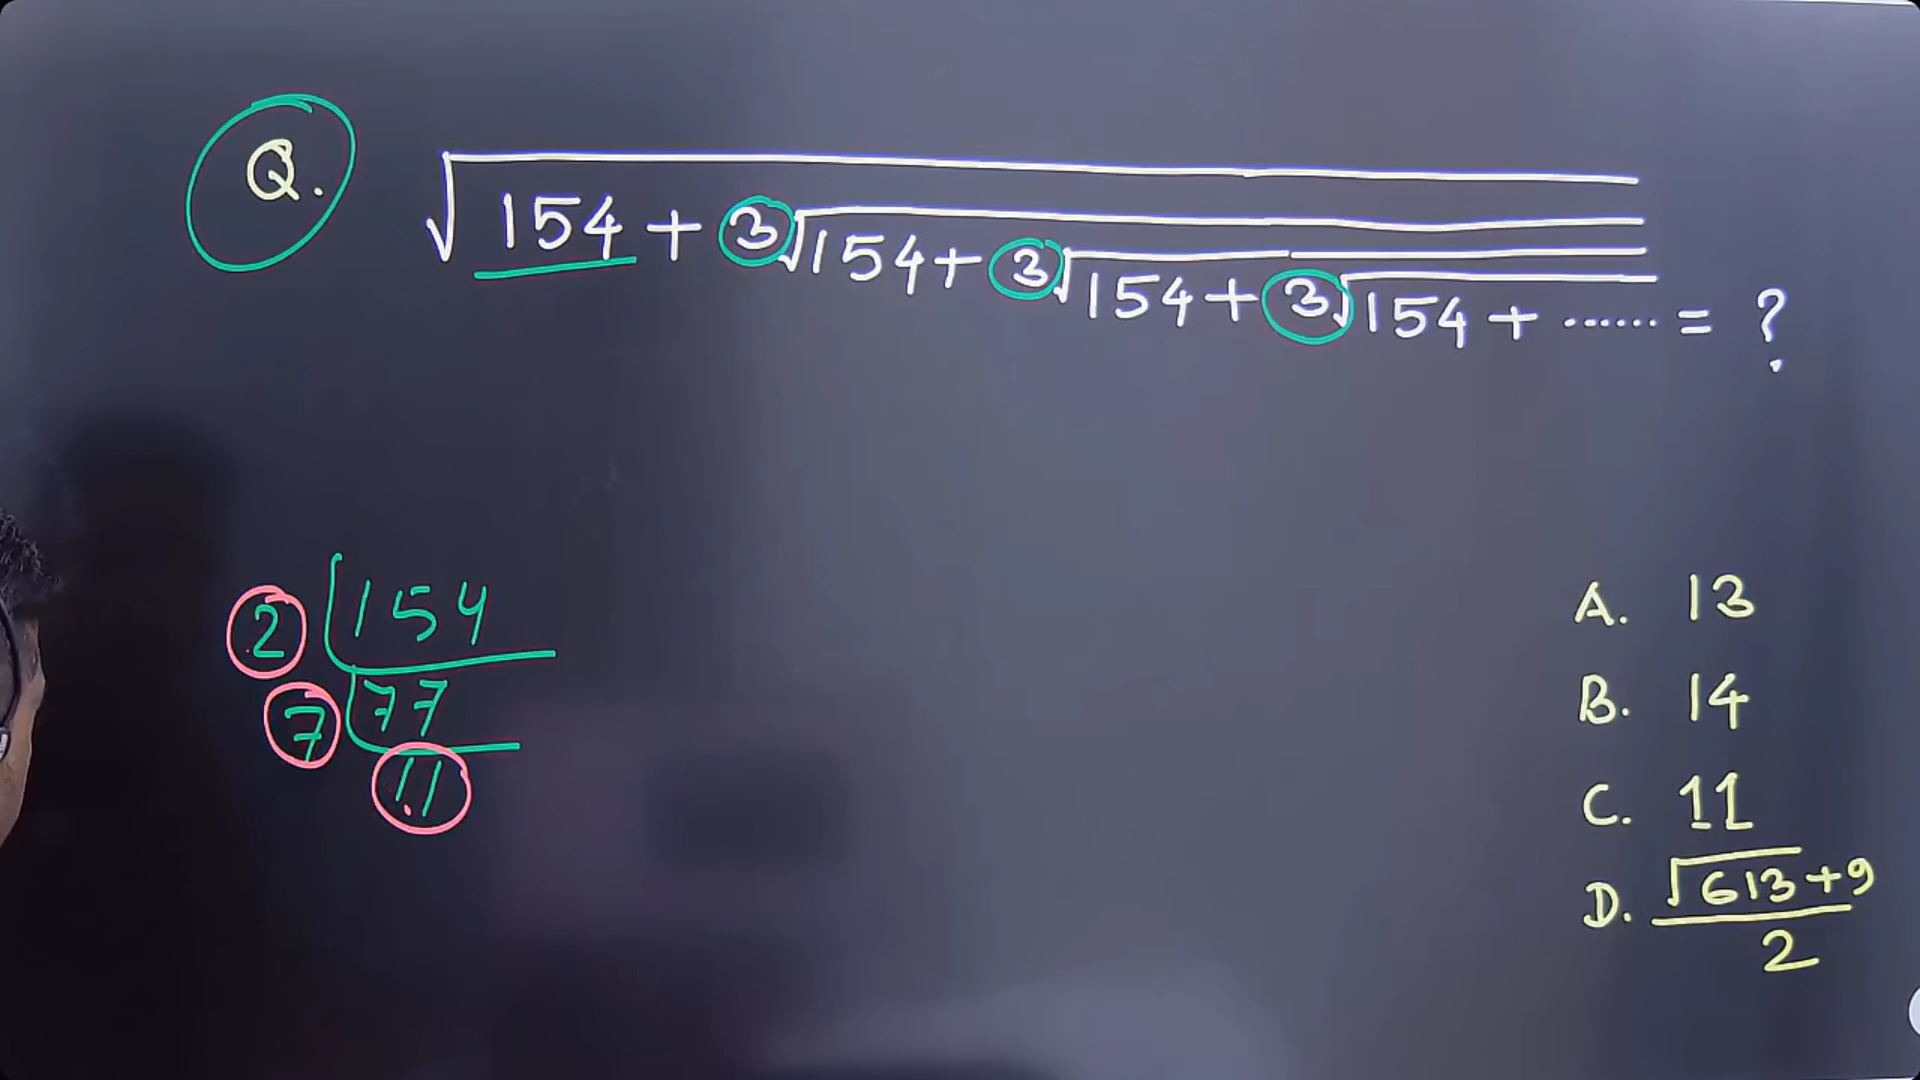 Q. √154 + 3√154 + 3√154 + 3√154 + ...... = ?
2 154
7 77
11
A. 13
B. 14
C. 11
D. √613 + 9
2